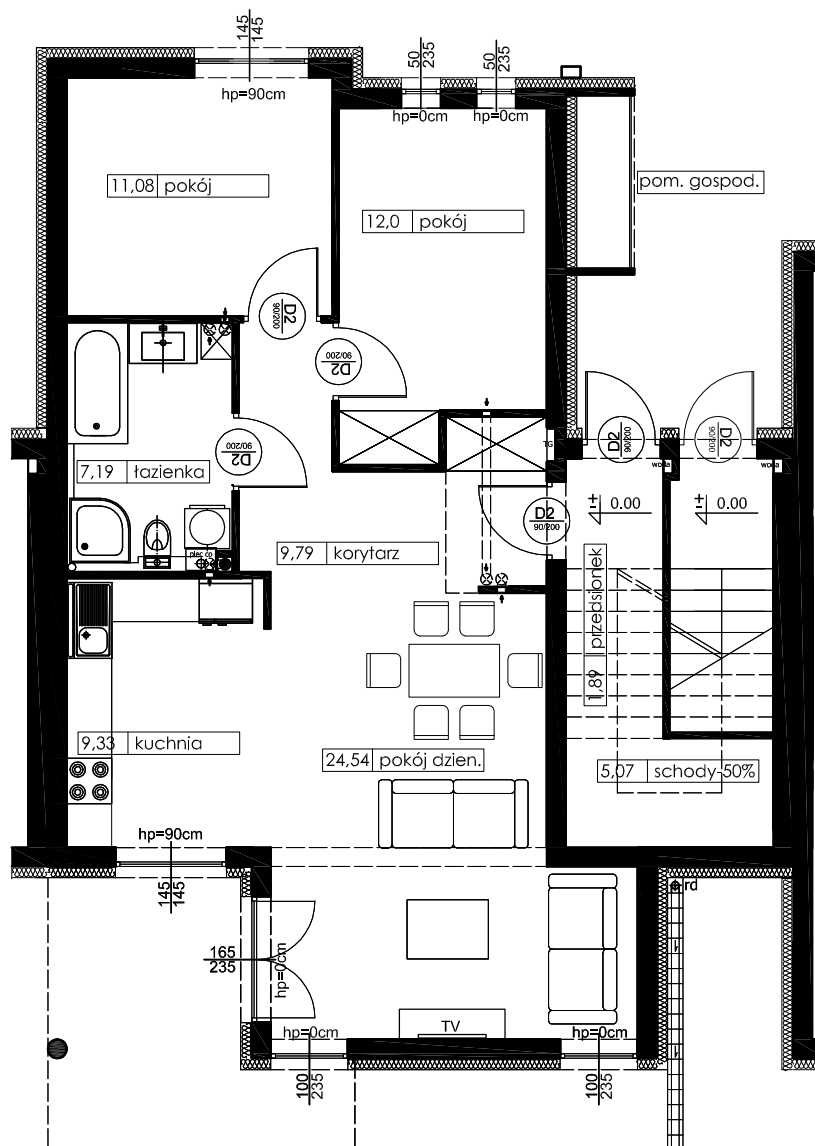 145
145
50
235
50
235
hp=90cm
hp=0cm
hp=0cm
11,08 pokój
12,0 pokój
pom. gospod.
D2
90/200
D2
90/200
D2
90/200
D2
90/200
D2
90/200
7,19 łazienka
TG
woda
woda
0.00
0.00
D2
90/200
piec co
9,79 korytarz
1,89 przedsionek
9,33 kuchnia
24,54 pokój dzien.
5,07 schody-50%
hp=90cm
145
145
rd
165
235
hp=0cm
TV
hp=0cm
hp=0cm
100
235
100
235